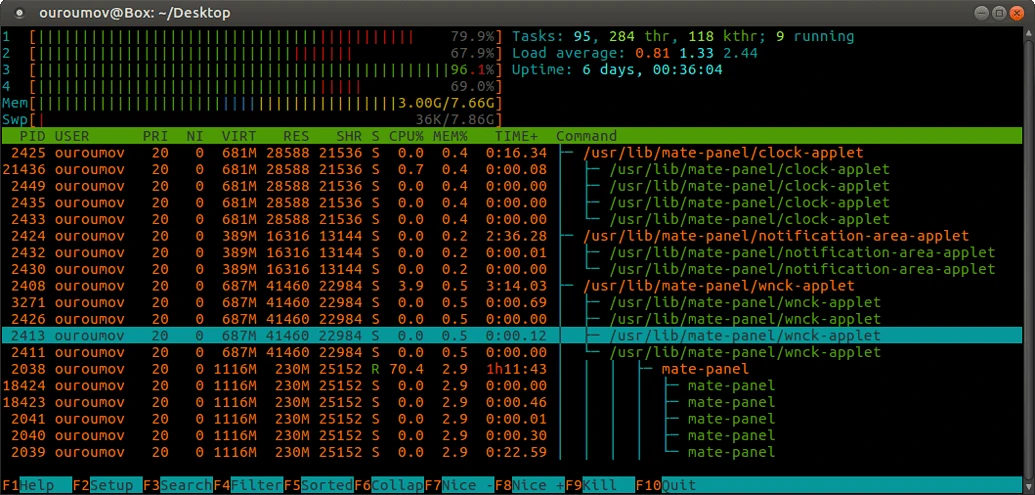 ouroumov@Box: ~/Desktop
1 [ 79.9%] Tasks: 95, 284 thr, 118 kthr; 9 running
2 [ 67.9%] Load average: 0.81 1.33 2.44
3 [ 96.1%] Uptime: 6 days, 00:36:04
4 [ 69.0%]
Mem[ 3.00G/7.66G]
Swp[ 36K/7.86G]
PID USER PRI NI VIRT RES SHR S CPU% MEM% TIME+ Command
2425 ouroumov 20 0 681M 28588 21536 S 0.0 0.4 0:16.34 /usr/lib/mate-panel/clock-applet
21436 ouroumov 20 0 681M 28588 21536 S 0.7 0.4 0:00.08 /usr/lib/mate-panel/clock-applet
2449 ouroumov 20 0 681M 28588 21536 S 0.0 0.4 0:00.00 /usr/lib/mate-panel/clock-applet
2435 ouroumov 20 0 681M 28588 21536 S 0.0 0.4 0:00.00 /usr/lib/mate-panel/clock-applet
2433 ouroumov 20 0 681M 28588 21536 S 0.0 0.4 0:00.00 /usr/lib/mate-panel/clock-applet
2424 ouroumov 20 0 389M 16316 13144 S 0.0 0.2 2:36.28 /usr/lib/mate-panel/notification-area-applet
2432 ouroumov 20 0 389M 16316 13144 S 0.0 0.2 0:00.01 /usr/lib/mate-panel/notification-area-applet
2430 ouroumov 20 0 389M 16316 13144 S 0.0 0.2 0:00.00 /usr/lib/mate-panel/notification-area-applet
2408 ouroumov 20 0 687M 41460 22984 S 3.9 0.5 3:14.03 /usr/lib/mate-panel/wnck-applet
3271 ouroumov 20 0 687M 41460 22984 S 0.0 0.5 0:00.69 /usr/lib/mate-panel/wnck-applet
2426 ouroumov 20 0 687M 41460 22984 S 0.0 0.5 0:00.00 /usr/lib/mate-panel/wnck-applet
2413 ouroumov 20 0 687M 41460 22984 S 0.0 0.5 0:00.12 /usr/lib/mate-panel/wnck-applet
2411 ouroumov 20 0 687M 41460 22984 S 0.0 0.5 0:00.00 /usr/lib/mate-panel/wnck-applet
2038 ouroumov 20 0 1116M 230M 25152 R 70.4 2.9 1h11:43 mate-panel
18424 ouroumov 20 0 1116M 230M 25152 S 0.0 2.9 0:00.00 mate-panel
18423 ouroumov 20 0 1116M 230M 25152 S 0.0 2.9 0:00.46 mate-panel
2041 ouroumov 20 0 1116M 230M 25152 S 0.0 2.9 0:00.01 mate-panel
2040 ouroumov 20 0 1116M 230M 25152 S 0.0 2.9 0:00.30 mate-panel
2039 ouroumov 20 0 1116M 230M 25152 S 0.0 2.9 0:22.59 mate-panel
F1Help F2Setup F3SearchF4FilterF5SortedF6CollapF7Nice -F8Nice +F9Kill F10Quit